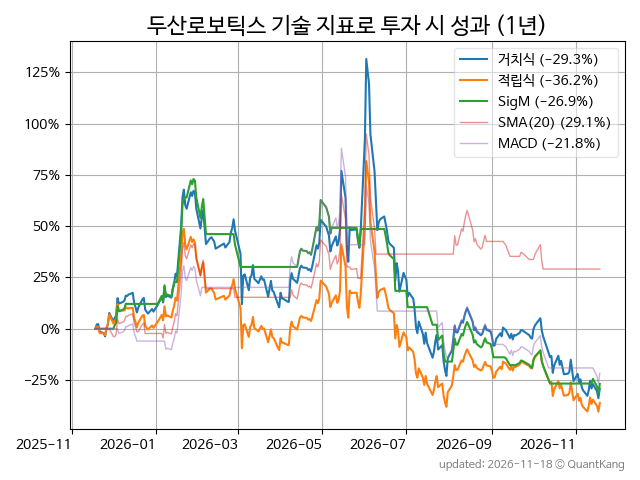 두산로보틱스 기술 지표로 투자 시 성과 (1년)
거치식 (−29.3%)
적립식 (−36.2%)
SigM (−26.9%)
SMA(20) (29.1%)
MACD (−21.8%)
125%
100%
75%
50%
25%
0%
−25%
2025-11 2026-01 2026-03 2026-05 2026-07 2026-09 2026-11
updated: 2026-11-18 © QuantKang